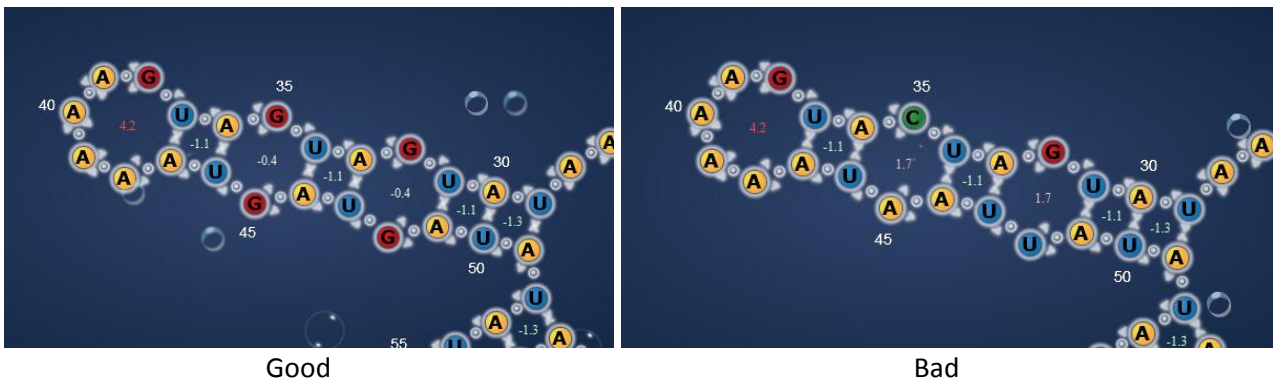 35
A G
40 A U A G
4.2 -1.1 -0.4 U A G 30 A A
A A A U -1.1 -0.4 U A U
G A U -1.1 -1.3
45 G A U A
50
U
A -1.3
55 U A
35
A G
40 A U A C
4.2 -1.1 1.7 U A G 30 A A
A A A U -1.1 1.7 U A U
A A U -1.1 -1.3
45 U A U A
50
U
A -1.3
A
Good
Bad